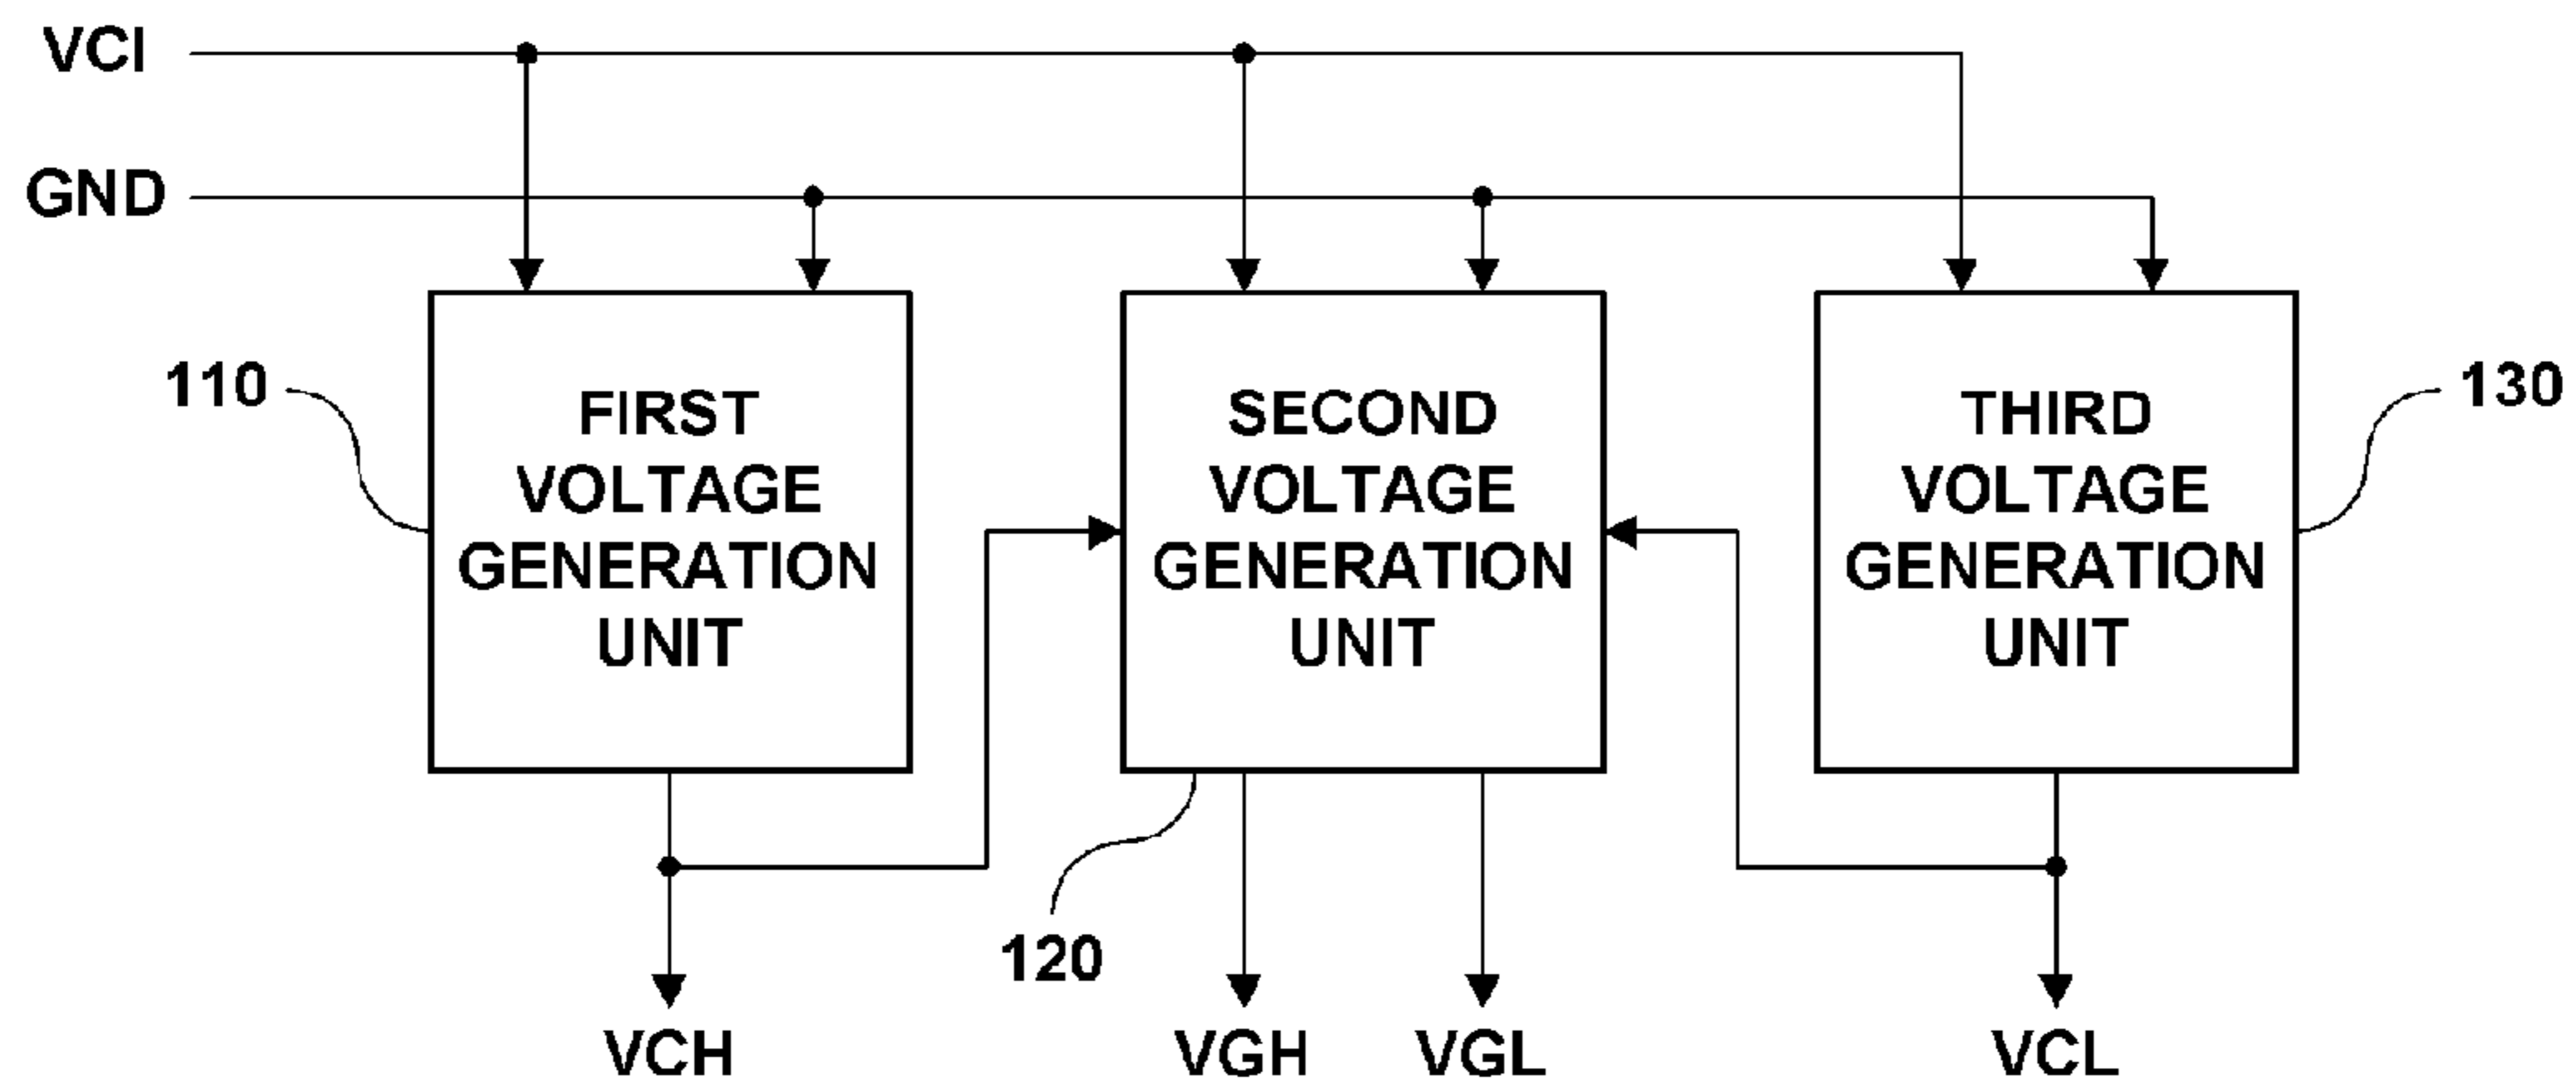 VCI
GND
110
FIRST
VOLTAGE
GENERATION
UNIT
SECOND
VOLTAGE
GENERATION
UNIT
THIRD
VOLTAGE
GENERATION
UNIT
130
120
VCH
VGH
VGL
VCL